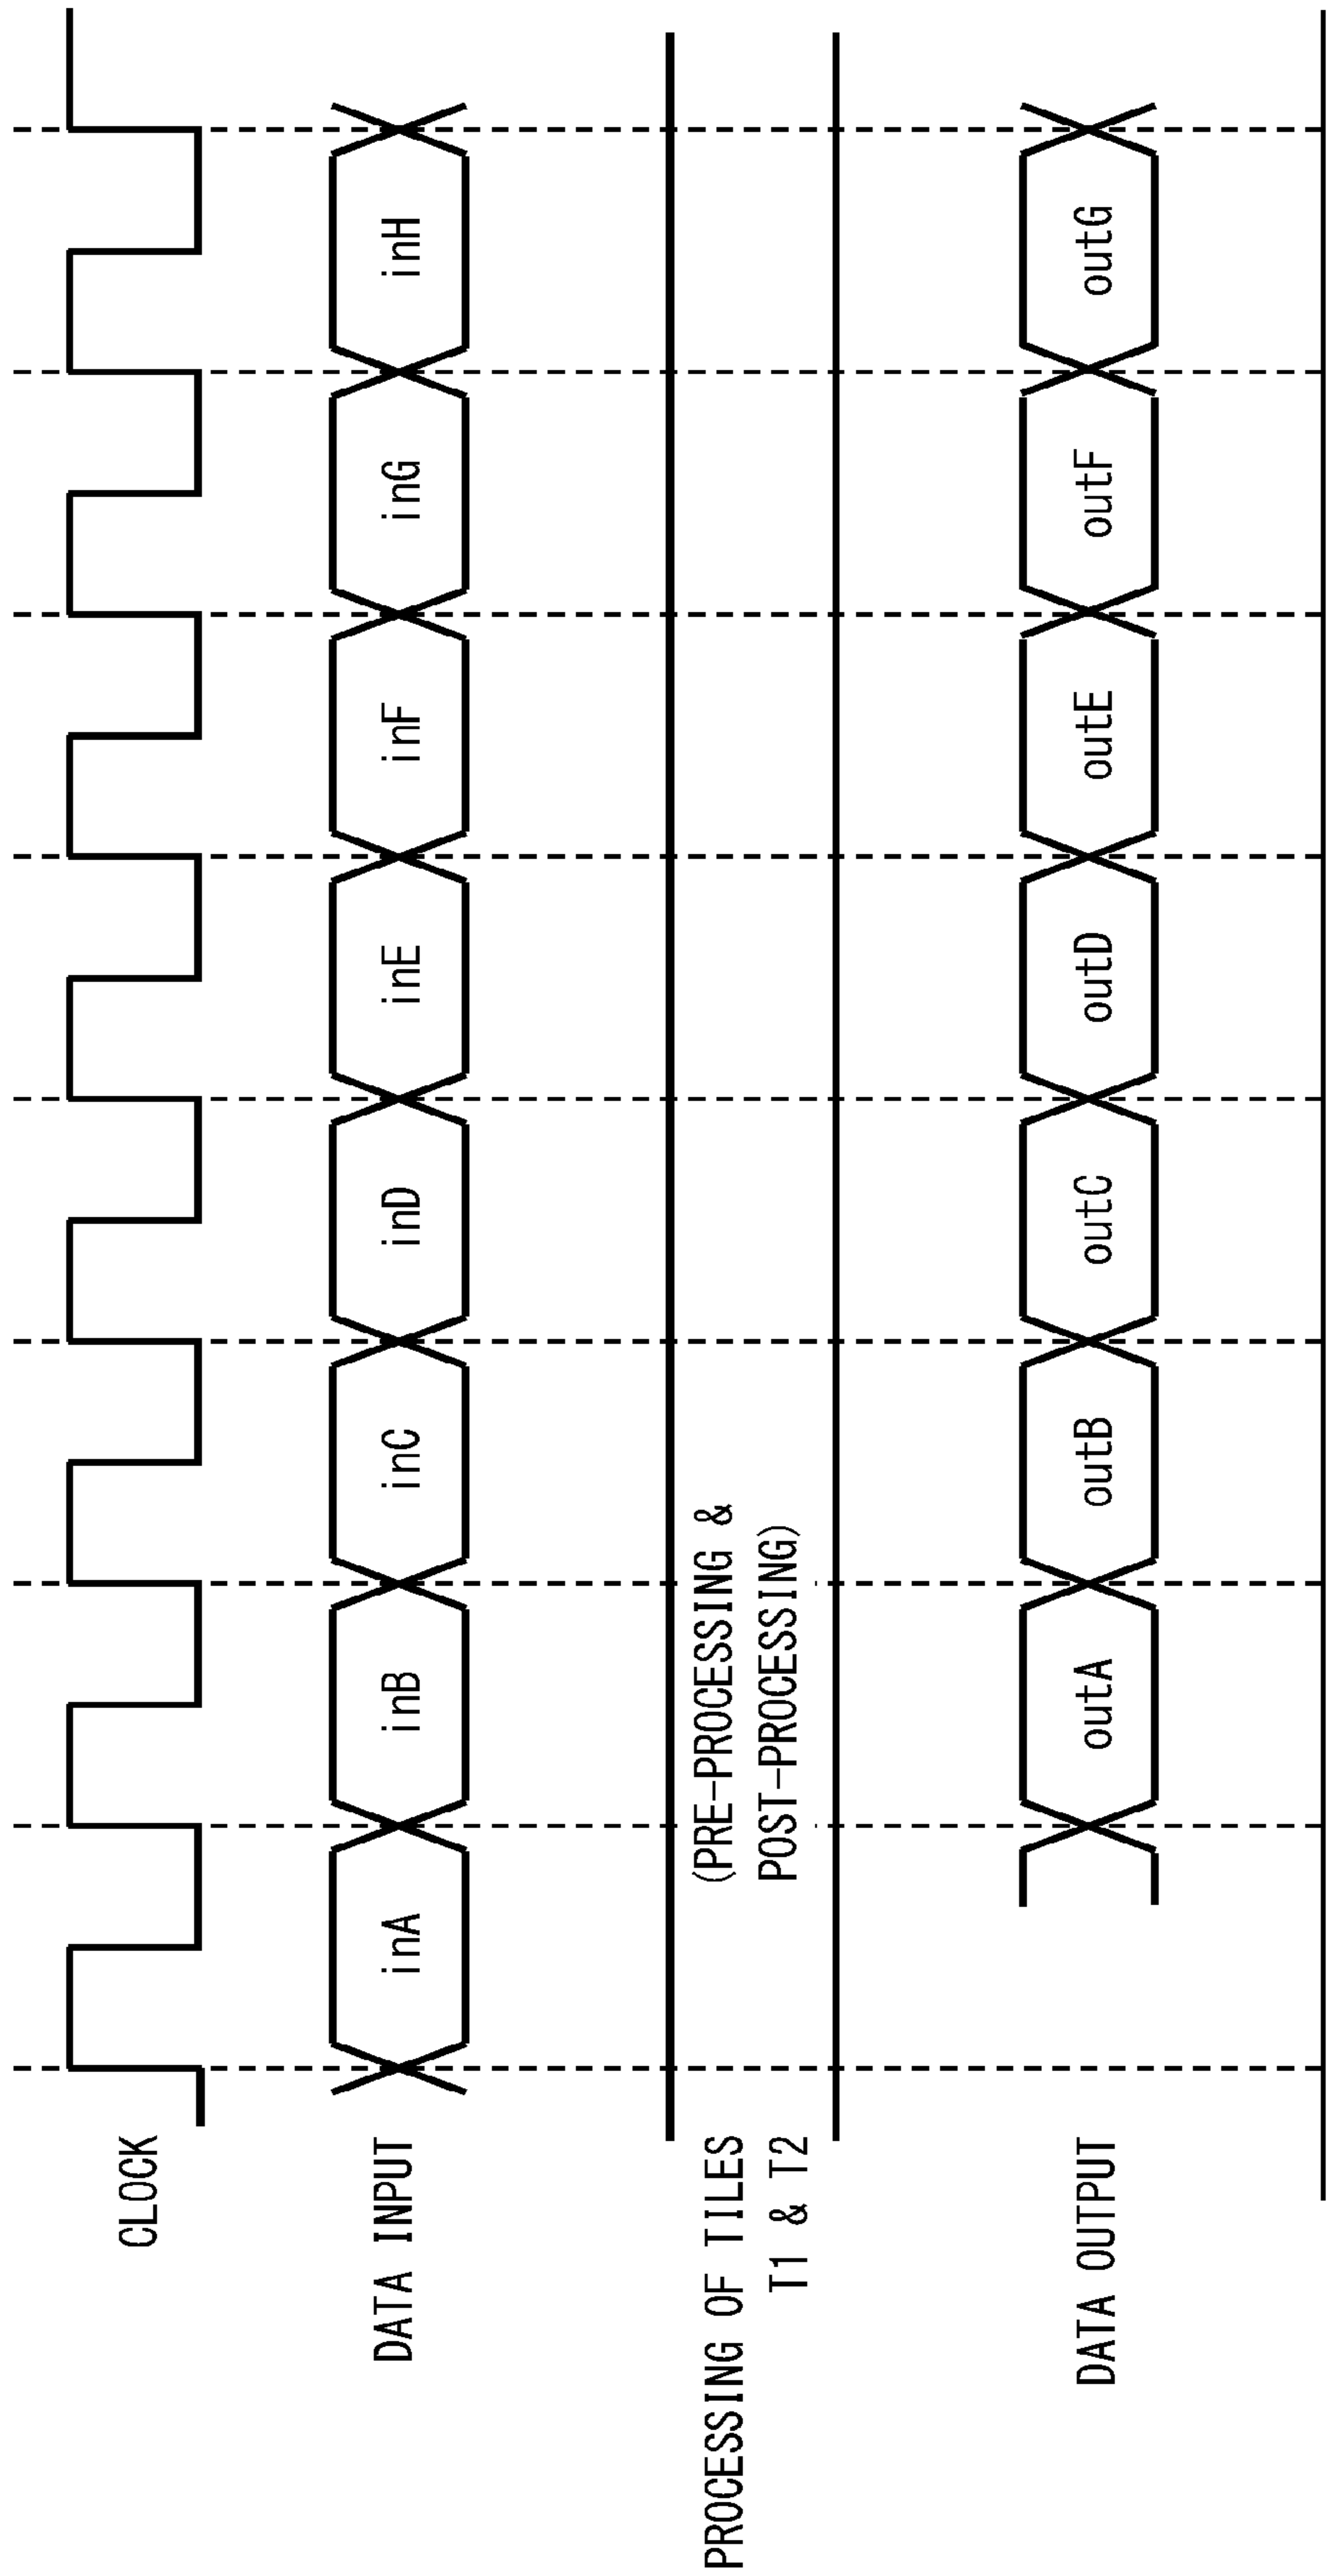 CLOCK
DATA INPUT
inA
inB
inC
inD
inE
inF
inG
inH
PROCESSING OF TILES
T1 & T2
(PRE-PROCESSING &
POST-PROCESSING)
DATA OUTPUT
outA
outB
outC
outD
outE
outF
outG